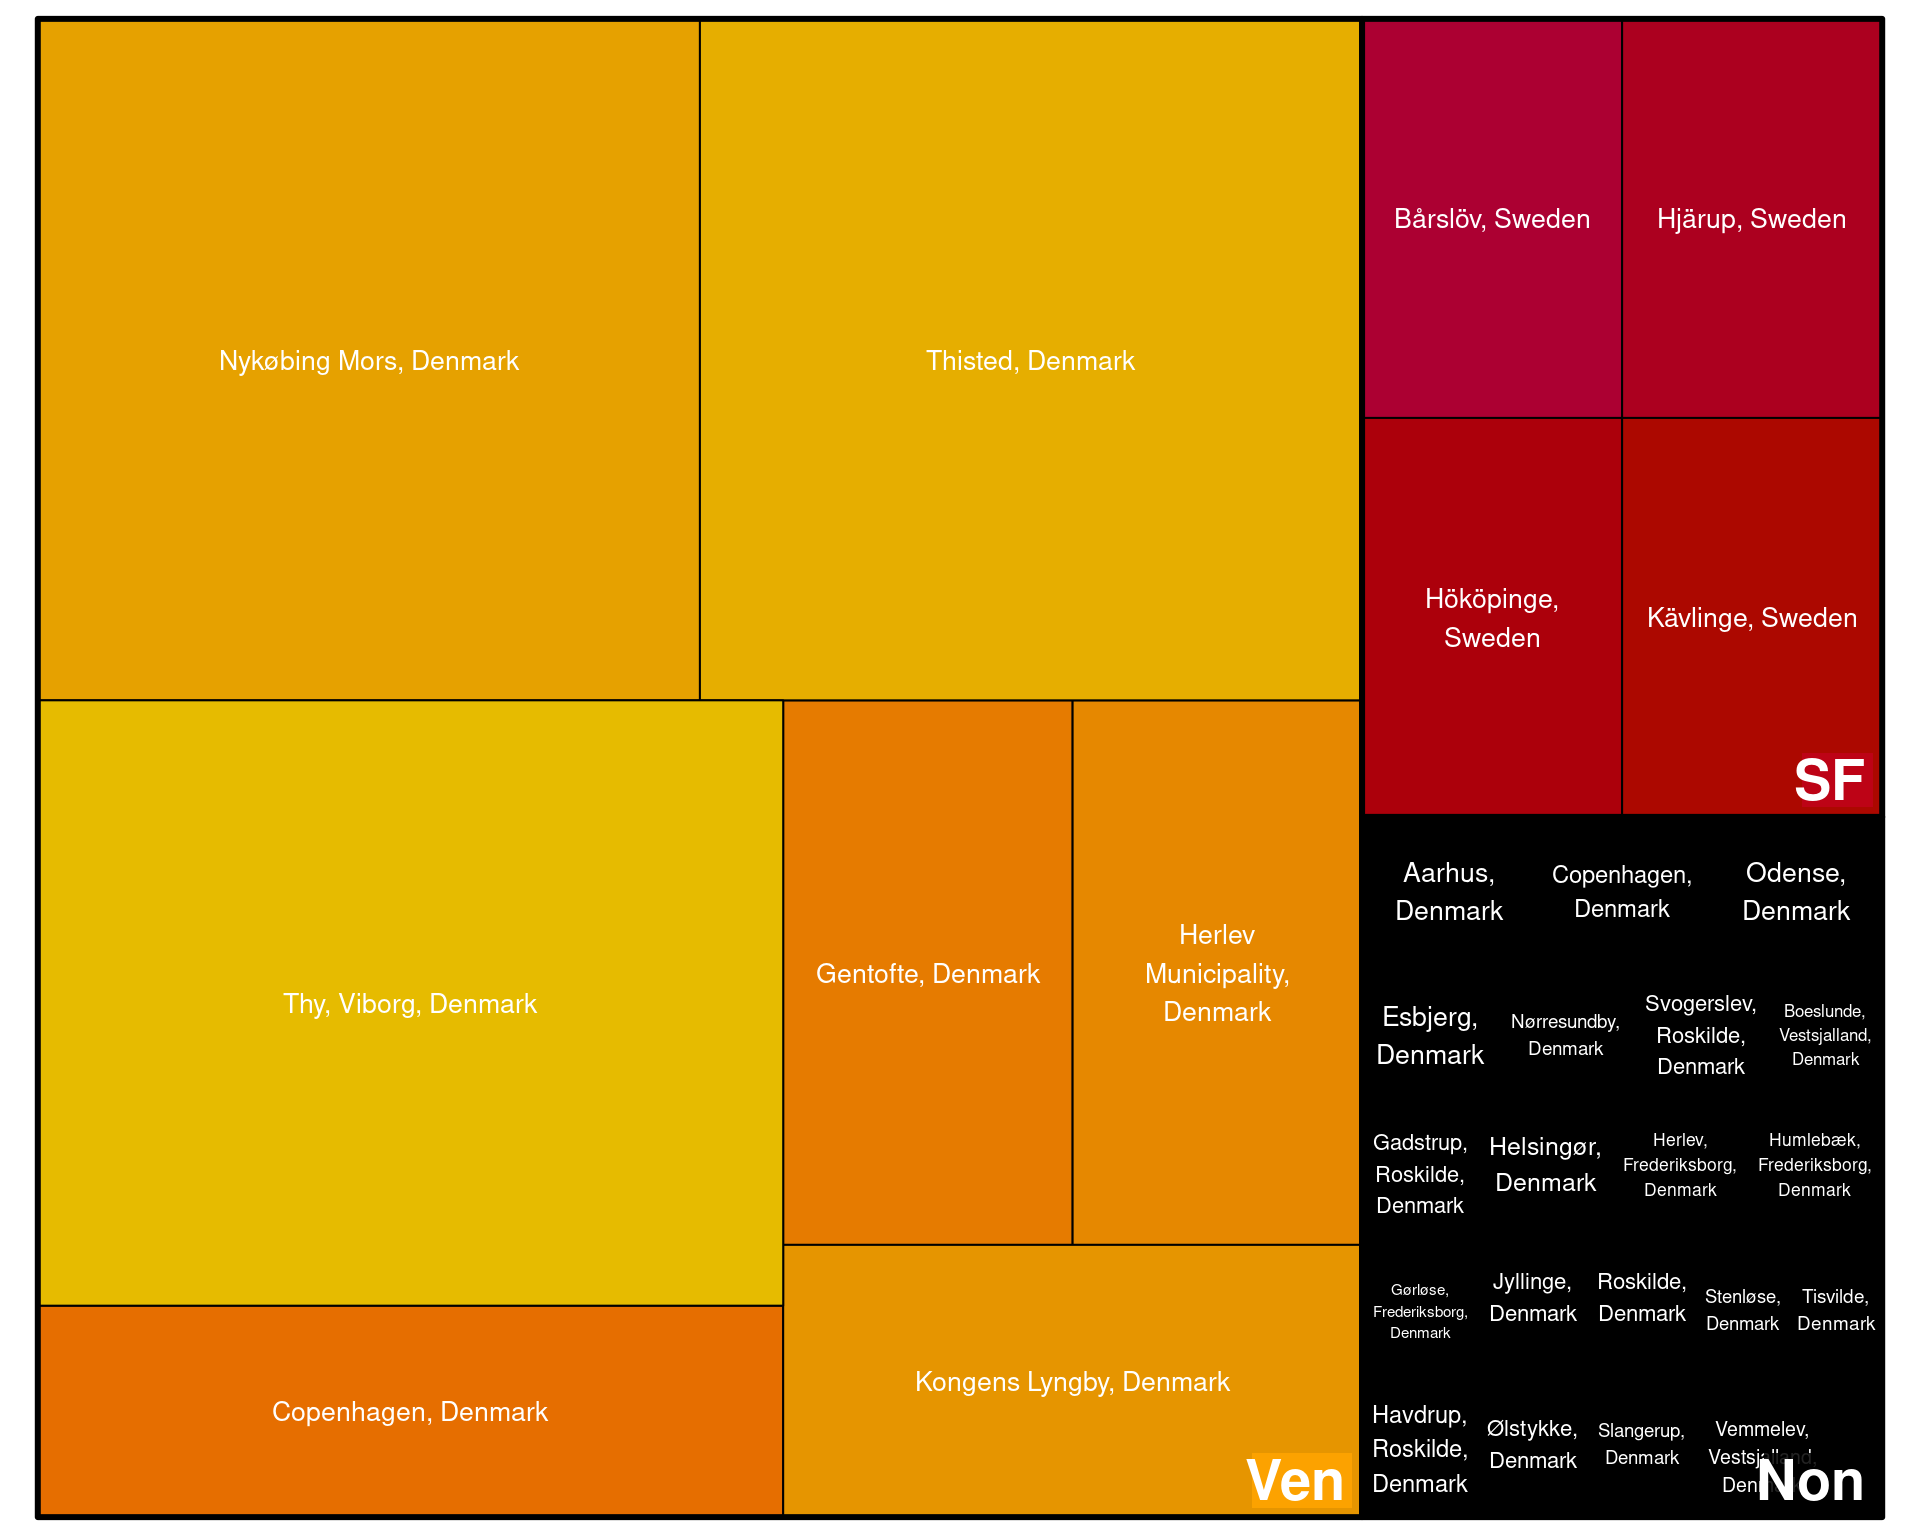 Nykøbing Mors, Denmark
Thisted, Denmark
Thy, Viborg, Denmark
Gentofte, Denmark
Herlev
Municipality,
Denmark
Copenhagen, Denmark
Kongens Lyngby, Denmark
Ven
Bårslöv, Sweden
Hjärup, Sweden
Hököpinge,
Sweden
Kävlinge, Sweden
SF
Aarhus,
Denmark
Copenhagen,
Denmark
Odense,
Denmark
Esbjerg,
Denmark
Nørresundby,
Denmark
Svogerslev,
Roskilde,
Denmark
Boeslunde,
Vestsjalland,
Denmark
Gadstrup,
Roskilde,
Denmark
Helsingør,
Denmark
Herlev,
Frederiksborg,
Denmark
Humlebæk,
Frederiksborg,
Denmark
Gørløse,
Frederiksborg,
Denmark
Jyllinge,
Denmark
Roskilde,
Denmark
Stenløse,
Denmark
Tisvilde,
Denmark
Havdrup,
Roskilde,
Denmark
Ølstykke,
Denmark
Slangerup,
Denmark
Vemmelev,
Vestsjalland,
Non